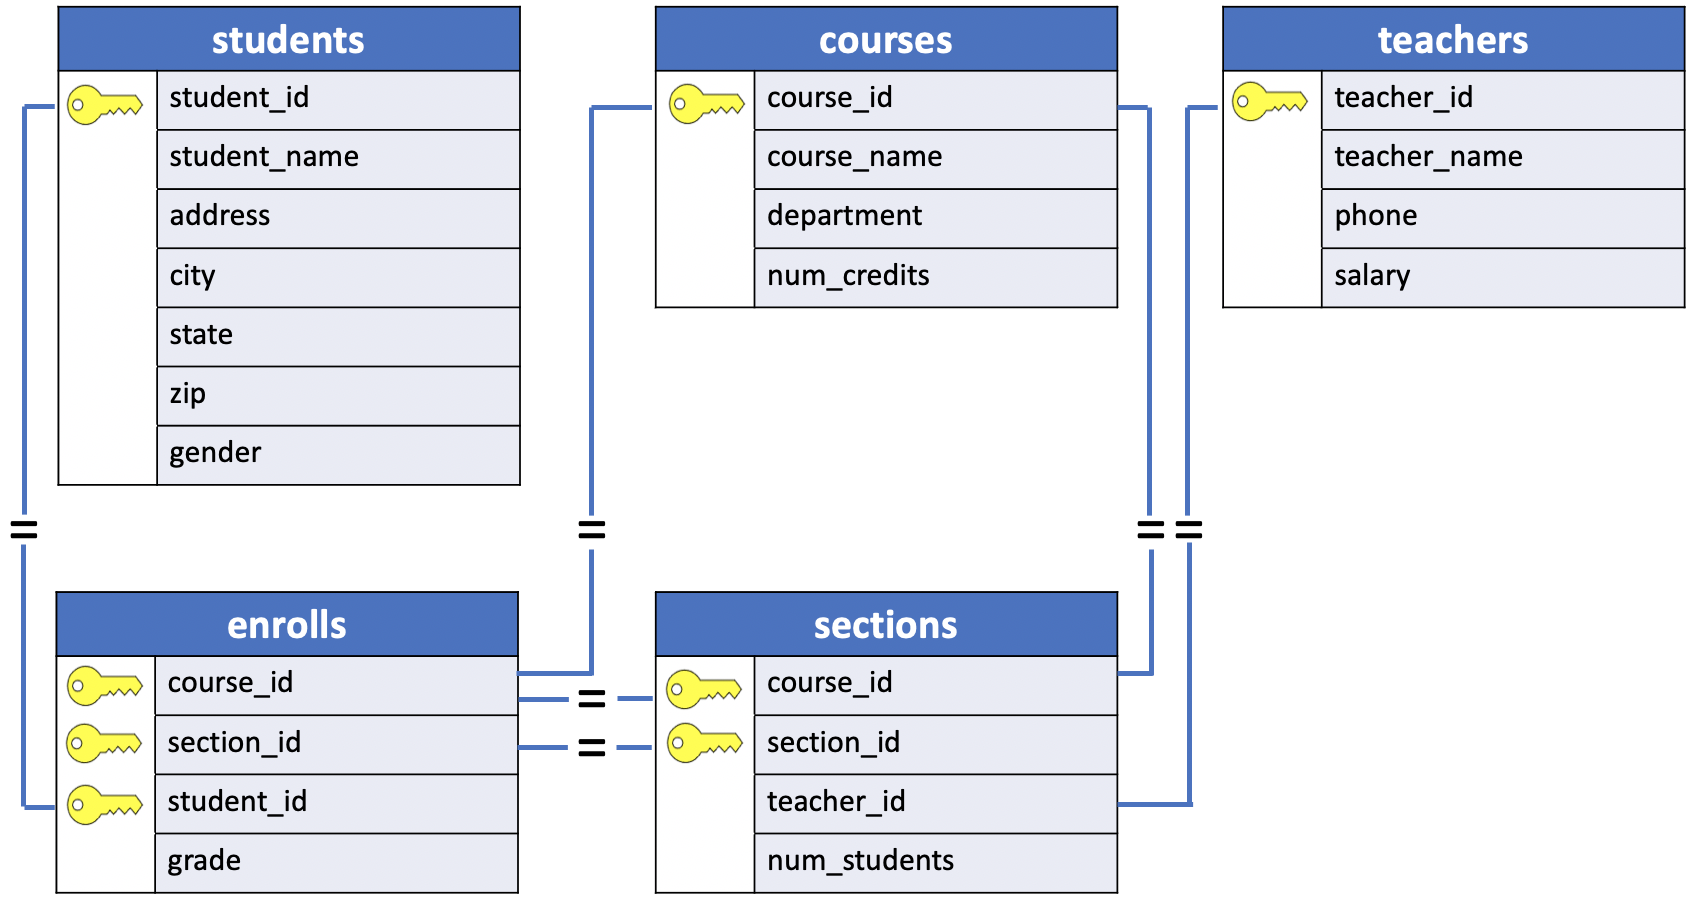 students
student_id
student_name
address
city
state
zip
gender
courses
course_id
course_name
department
num_credits
teachers
teacher_id
teacher_name
phone
salary
=
=
=
=
enrolls
course_id
section_id
student_id
grade
=
=
sections
course_id
section_id
teacher_id
num_students